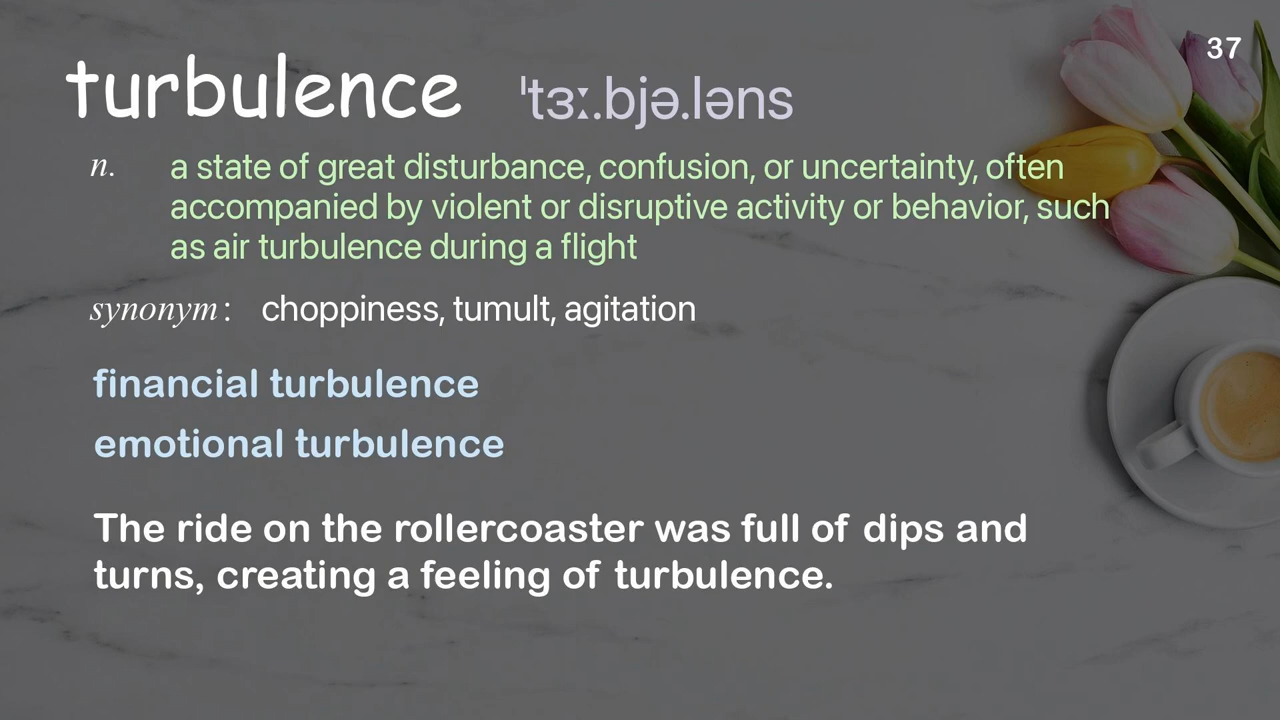 37
turbulence ˈtɜː.bjə.ləns
n. a state of great disturbance, confusion, or uncertainty, often
accompanied by violent or disruptive activity or behavior, such
as air turbulence during a flight
synonym: choppiness, tumult, agitation
financial turbulence
emotional turbulence
The ride on the rollercoaster was full of dips and
turns, creating a feeling of turbulence.